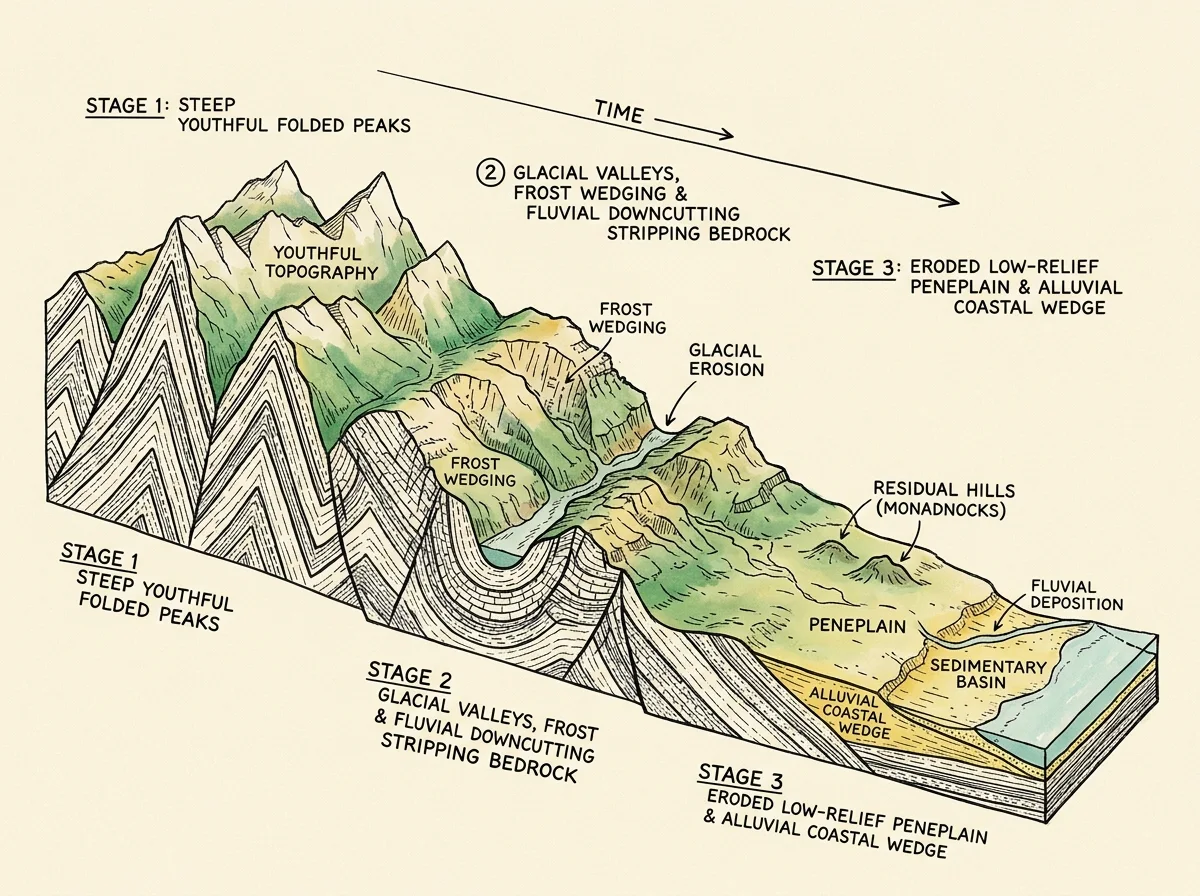 STAGE 1: STEEP
YOUTHFUL FOLDED PEAKS
TIME
2 GLACIAL VALLEYS,
FROST WEDGING &
FLUVIAL DOWNCUTTING
STRIPPING BEDROCK
STAGE 3: ERODED LOW-RELIEF
PENEPLAIN & ALLUVIAL
COASTAL WEDGE
YOUTHFUL
TOPOGRAPHY
FROST
WEDGING
GLACIAL
EROSION
FROST
WEDGING
RESIDUAL HILLS
(MONADNOCKS)
FLUVIAL
DEPOSITION
PENEPLAIN
SEDIMENTARY
BASIN
ALLUVIAL
COASTAL
WEDGE
STAGE 1
STEEP YOUTHFUL
FOLDED PEAKS
STAGE 2
GLACIAL VALLEYS, FROST
& FLUVIAL DOWNCUTTING
STRIPPING BEDROCK
STAGE 3
ERODED LOW-RELIEF PENEPLAIN
& ALLUVIAL COASTAL WEDGE